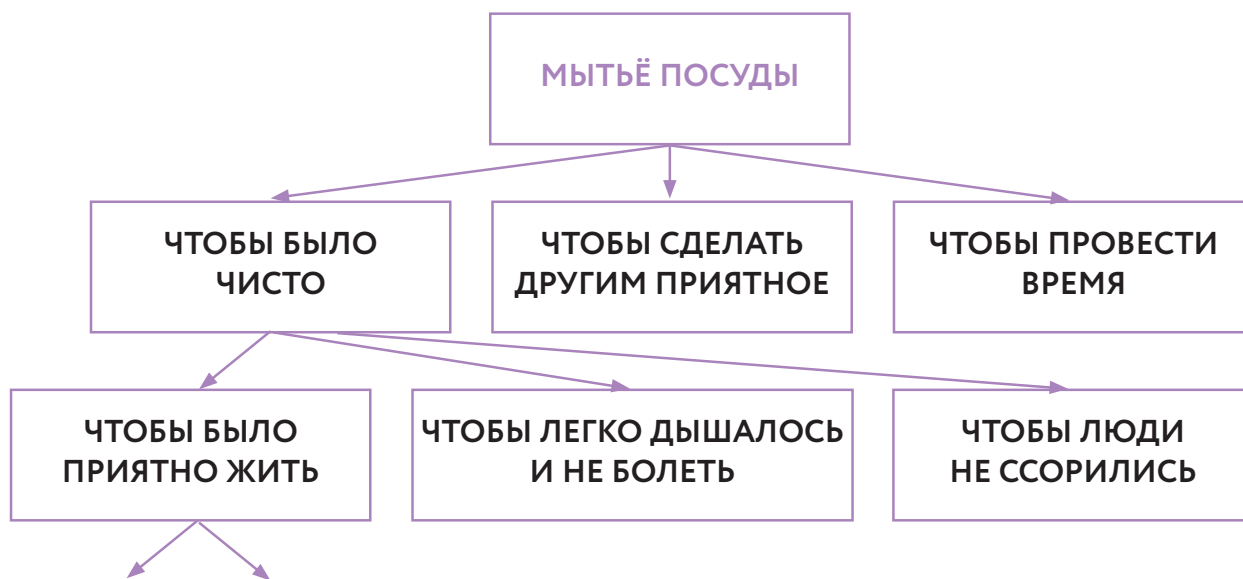 МЫТЬЁ ПОСУДЫ
ЧТОБЫ БЫЛО
ЧИСТО
ЧТОБЫ СДЕЛАТЬ
ДРУГИМ ПРИЯТНОЕ
ЧТОБЫ ПРОВЕСТИ
ВРЕМЯ
ЧТОБЫ БЫЛО
ПРИЯТНО ЖИТЬ
ЧТОБЫ ЛЕГКО ДЫШАЛОСЬ
И НЕ БОЛЕТЬ
ЧТОБЫ ЛЮДИ
НЕ ССОРИЛИСЬ